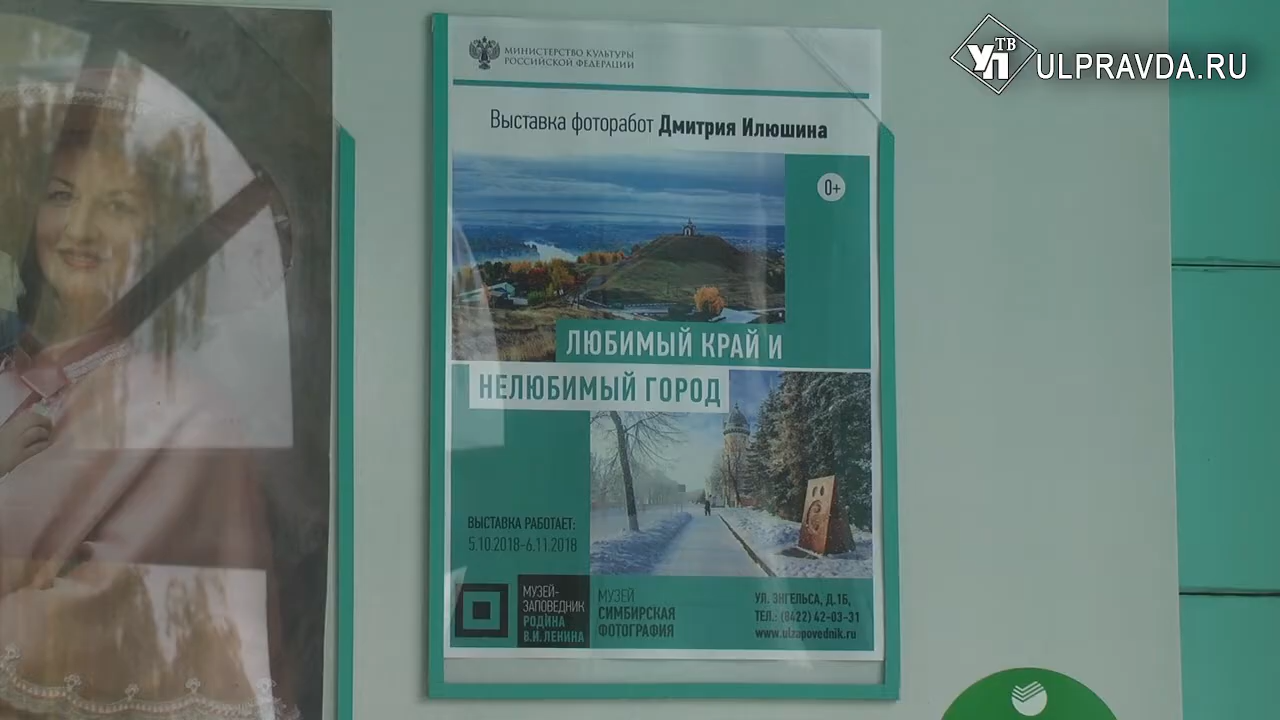 УП ТВ
ULPRAVDA.RU
МИНИСТЕРСТВО КУЛЬТУРЫ
РОССИЙСКОЙ ФЕДЕРАЦИИ
Выставка фоторабот Дмитрия Илюшина
0+
ЛЮБИМЫЙ КРАЙ И
НЕЛЮБИМЫЙ ГОРОД
ВЫСТАВКА РАБОТАЕТ:
5.10.2018-6.11.2018
МУЗЕЙ-
ЗАПОВЕДНИК
РОДИНА
В.И.ЛЕНИНА
МУЗЕЙ
СИМБИРСКАЯ
ФОТОГРАФИЯ
УЛ. ЭНГЕЛЬСА, Д.1Б,
ТЕЛ.: (8422) 42-03-31
www.ulzapovednik.ru